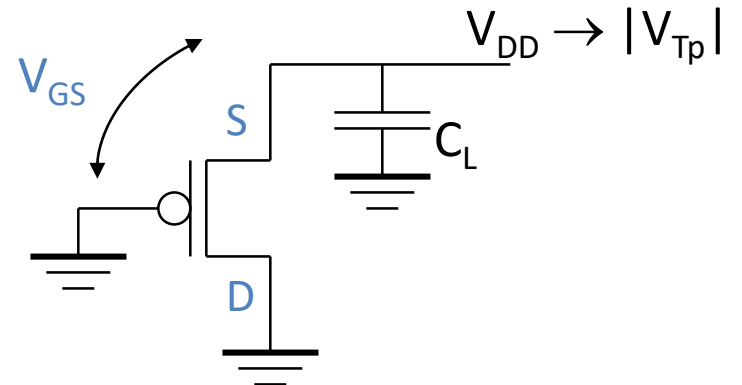 V_DD → |V_Tp|
V_GS
S
C_L
D